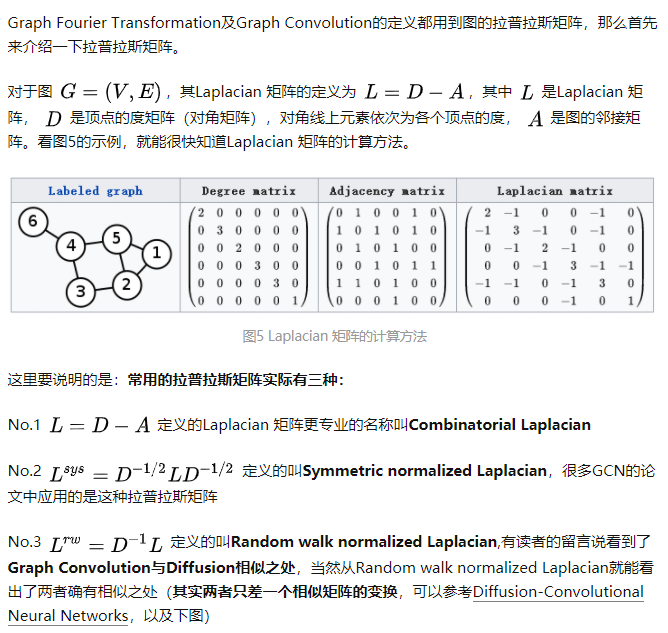 Graph Fourier Transformation及Graph Convolution的定义都用到图的拉普拉斯矩阵，那么首先
来介绍一下拉普拉斯矩阵。
对于图 G = (V, E)，其Laplacian 矩阵的定义为 L = D − A，其中 L 是Laplacian 矩
阵， D 是顶点的度矩阵（对角矩阵），对角线上元素依次为各个顶点的度， A 是图的邻接矩
阵。看图5的示例，就能很快知道Laplacian 矩阵的计算方法。
Labeled graph Degree matrix Adjacency matrix Laplacian matrix
6
4 5 1
3 2
2 0 0 0 0 0
0 3 0 0 0 0
0 0 2 0 0 0
0 0 0 3 0 0
0 0 0 0 3 0
0 0 0 0 0 1
0 1 0 0 1 0
1 0 1 0 1 0
0 1 0 1 0 0
0 0 1 0 1 1
1 1 0 1 0 0
0 0 0 1 0 0
2 −1 0 0 −1 0
−1 3 −1 0 −1 0
0 −1 2 −1 0 0
0 0 −1 3 −1 −1
−1 −1 0 −1 3 0
0 0 0 −1 0 1
图5 Laplacian 矩阵的计算方法
这里要说明的是：常用的拉普拉斯矩阵实际有三种：
No.1 L = D − A 定义的Laplacian 矩阵更专业的名称叫Combinatorial Laplacian
No.2 L^{sys} = D^{−1/2}LD^{−1/2} 定义的叫Symmetric normalized Laplacian，很多GCN的论
文中应用的是这种拉普拉斯矩阵
No.3 L^{rw} = D^{−1}L 定义的叫Random walk normalized Laplacian,有读者的留言说看到了
Graph Convolution与Diffusion相似之处，当然从Random walk normalized Laplacian就能看
出了两者确有相似之处（其实两者只差一个相似矩阵的变换，可以参考Diffusion-Convolutional
Neural Networks，以及下图）